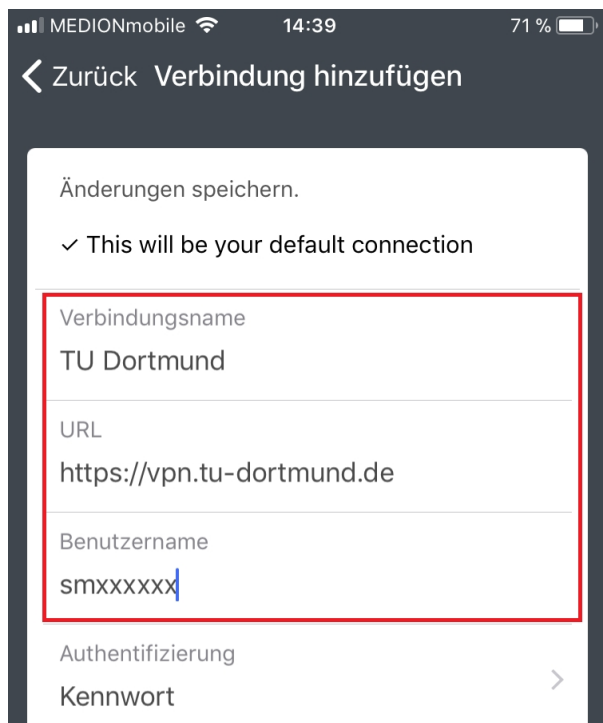 MEDIONmobile 14:39 71 %
Zurück Verbindung hinzufügen
Änderungen speichern.
✓ This will be your default connection
Verbindungsname
TU Dortmund
URL
https://vpn.tu-dortmund.de
Benutzername
smxxxxxx
Authentifizierung
Kennwort